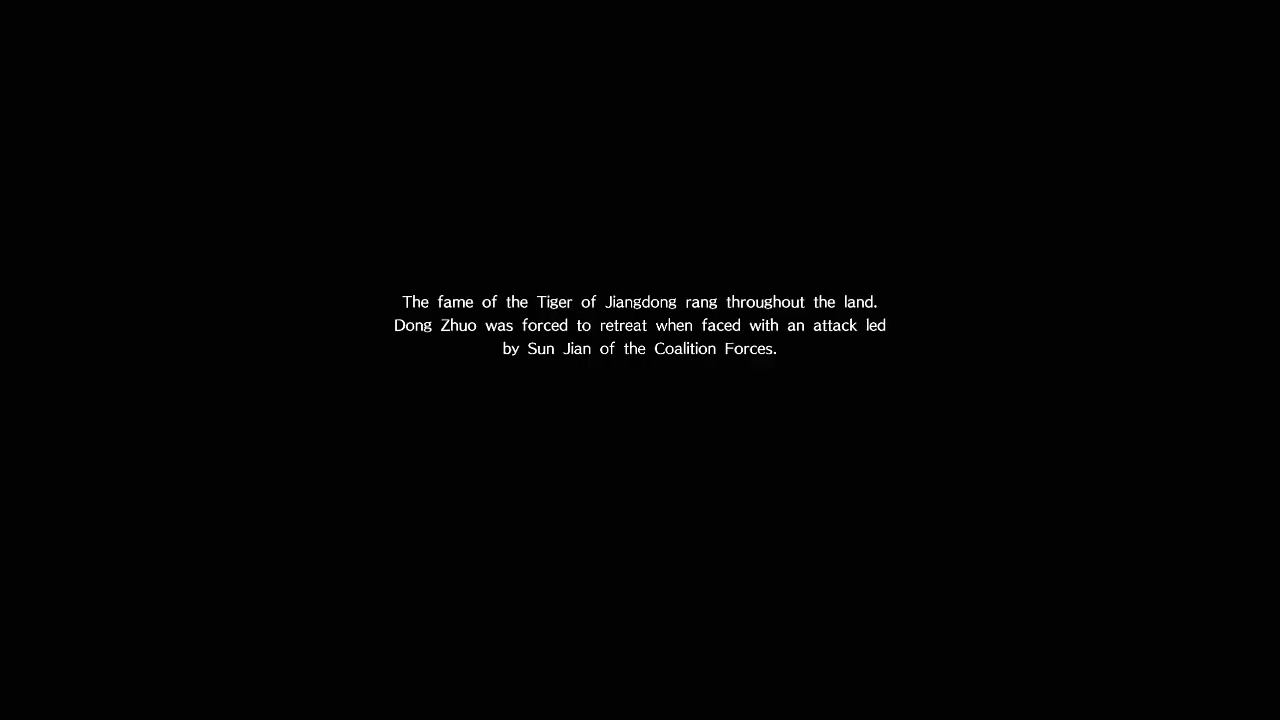 The fame of the Tiger of Jiangdong rang throughout the land.
Dong Zhuo was forced to retreat when faced with an attack led
by Sun Jian of the Coalition Forces.